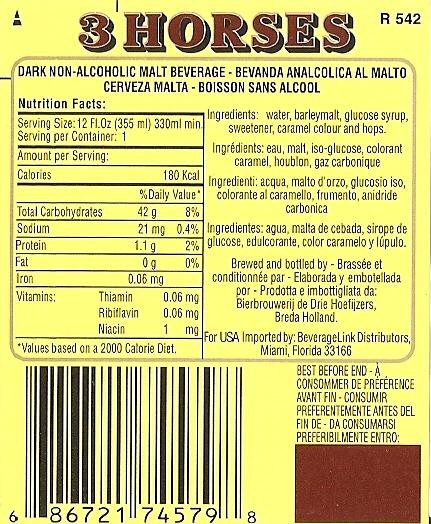 3 HORSES
R 542
DARK NON-ALCOHOLIC MALT BEVERAGE - BEVANDA ANALCOLICA AL MALTO
CERVEZA MALTA - BOISSON SANS ALCOOL
Nutrition Facts:
Serving Size: 12 Fl.Oz (355 ml) 330ml min.
Serving per Container: 1
Amount per Serving:
Calories 180 Kcal
%Daily Value*
Total Carbohydrates 42 g 8%
Sodium 21 mg 0.4%
Protein 1.1 g 2%
Fat 0 g 0%
Iron 0.06 mg
Vitamins: Thiamin 0.06 mg
Ribiflavin 0.06 mg
Niacin 1 mg
*Values based on a 2000 Calorie Diet.
Ingredients: water, barleymalt, glucose syrup,
sweetener, caramel colour and hops.
Ingrédients: eau, malt, iso-glucose, colorant
caramel, houblon, gaz carbonique
Ingredienti: acqua, malto d'orzo, glucosio iso,
colorante al caramello, frumento, anidride
carbonica
Ingredientes: agua, malta de cebada, sirope de
glucose, edulcorante, color caramelo y lúpulo.
Brewed and bottled by - Brassée et
conditionnée par - Elaborada y embotellada
por - Prodotta e imbottigliata da:
Bierbrouwerij de Drie Hoefijzers,
Breda Holland.
For USA Imported by: BeverageLink Distributors,
Miami, Florida 33166
BEST BEFORE END - À
CONSOMMER DE PRÉFÉRENCE
AVANT FIN - CONSUMIR
PREFERENTEMENTE ANTES DEL
FIN DE - DA CONSUMARSI
PREFERIBILMENTE ENTRO:
6 86721 74579 8